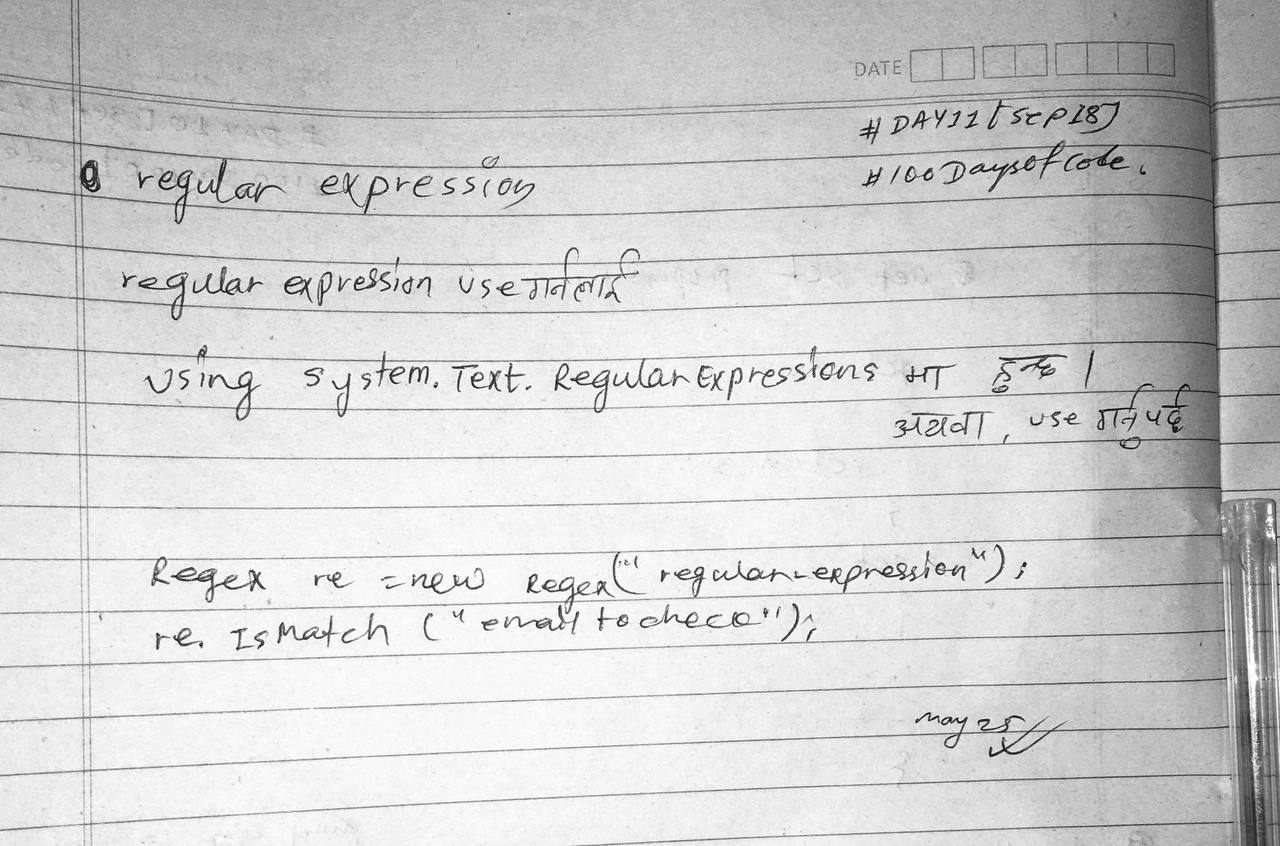 DATE
# DAY11 [sep 18]
#100DaysofCode.
regular expression
regular expression use गर्नलाई
using system.Text.RegularExpressions मा हुन्छ ।
अथवा, use गर्नु पर्दछ
Regex re = new Regex("regular-expression");
re. IsMatch ("email to check");
may 25